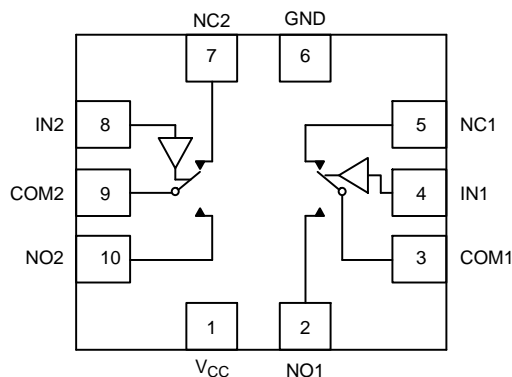 NC2 GND
7 6
IN2 8 5 NC1
COM2 9 4 IN1
NO2 10 3 COM1
1 2
VCC NO1